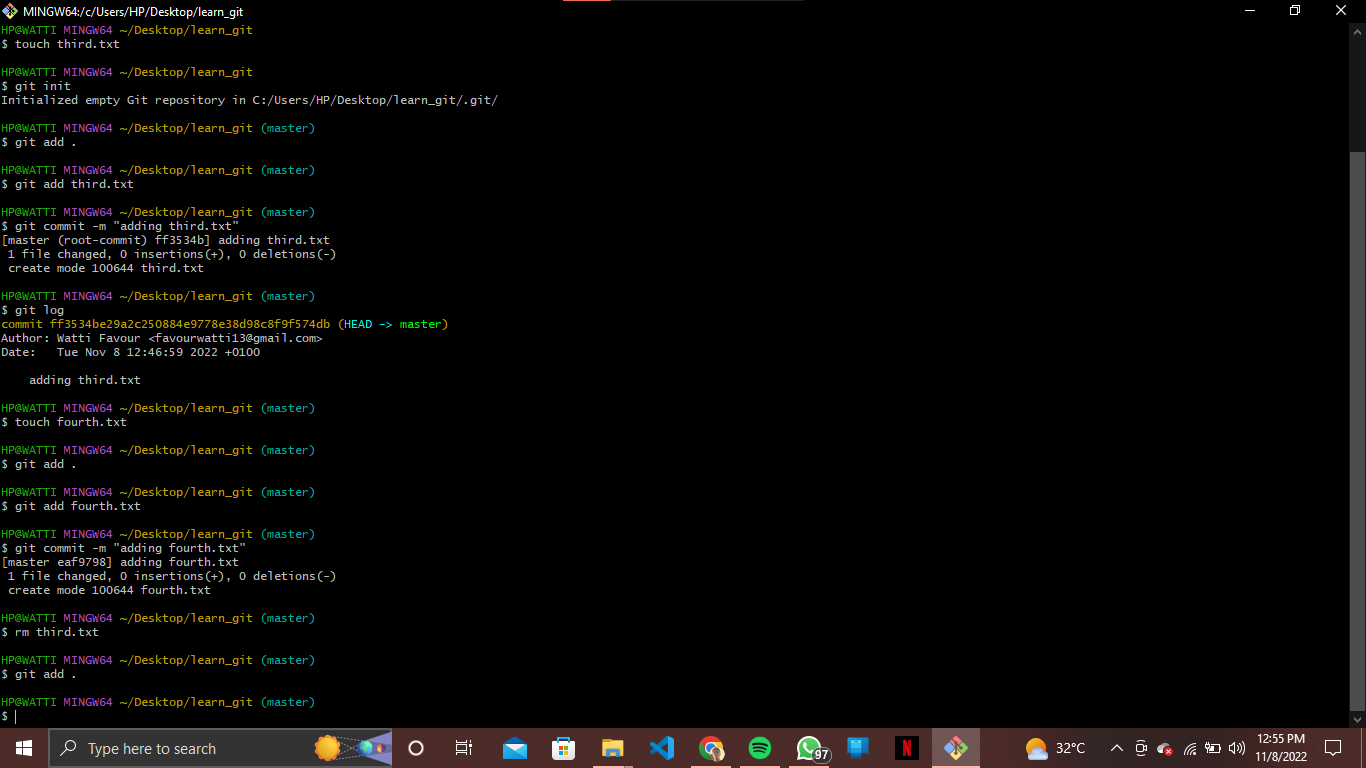 MINGW64:/c/Users/HP/Desktop/learn_git
HP@WATTI MINGW64 ~/Desktop/learn_git
$ touch third.txt
HP@WATTI MINGW64 ~/Desktop/learn_git
$ git init
Initialized empty Git repository in C:/Users/HP/Desktop/learn_git/.git/
HP@WATTI MINGW64 ~/Desktop/learn_git (master)
$ git add .
HP@WATTI MINGW64 ~/Desktop/learn_git (master)
$ git add third.txt
HP@WATTI MINGW64 ~/Desktop/learn_git (master)
$ git commit -m "adding third.txt"
[master (root-commit) ff3534b] adding third.txt
 1 file changed, 0 insertions(+), 0 deletions(-)
 create mode 100644 third.txt
HP@WATTI MINGW64 ~/Desktop/learn_git (master)
$ git log
commit ff3534be29a2c250884e9778e38d98c8f9f574db (HEAD -> master)
Author: Watti Favour <favourwatti13@gmail.com>
Date:   Tue Nov 8 12:46:59 2022 +0100
    adding third.txt
HP@WATTI MINGW64 ~/Desktop/learn_git (master)
$ touch fourth.txt
HP@WATTI MINGW64 ~/Desktop/learn_git (master)
$ git add .
HP@WATTI MINGW64 ~/Desktop/learn_git (master)
$ git add fourth.txt
HP@WATTI MINGW64 ~/Desktop/learn_git (master)
$ git commit -m "adding fourth.txt"
[master eaf9798] adding fourth.txt
 1 file changed, 0 insertions(+), 0 deletions(-)
 create mode 100644 fourth.txt
HP@WATTI MINGW64 ~/Desktop/learn_git (master)
$ rm third.txt
HP@WATTI MINGW64 ~/Desktop/learn_git (master)
$ git add .
HP@WATTI MINGW64 ~/Desktop/learn_git (master)
$
Type here to search
97
N
32°C
12:55 PM
11/8/2022